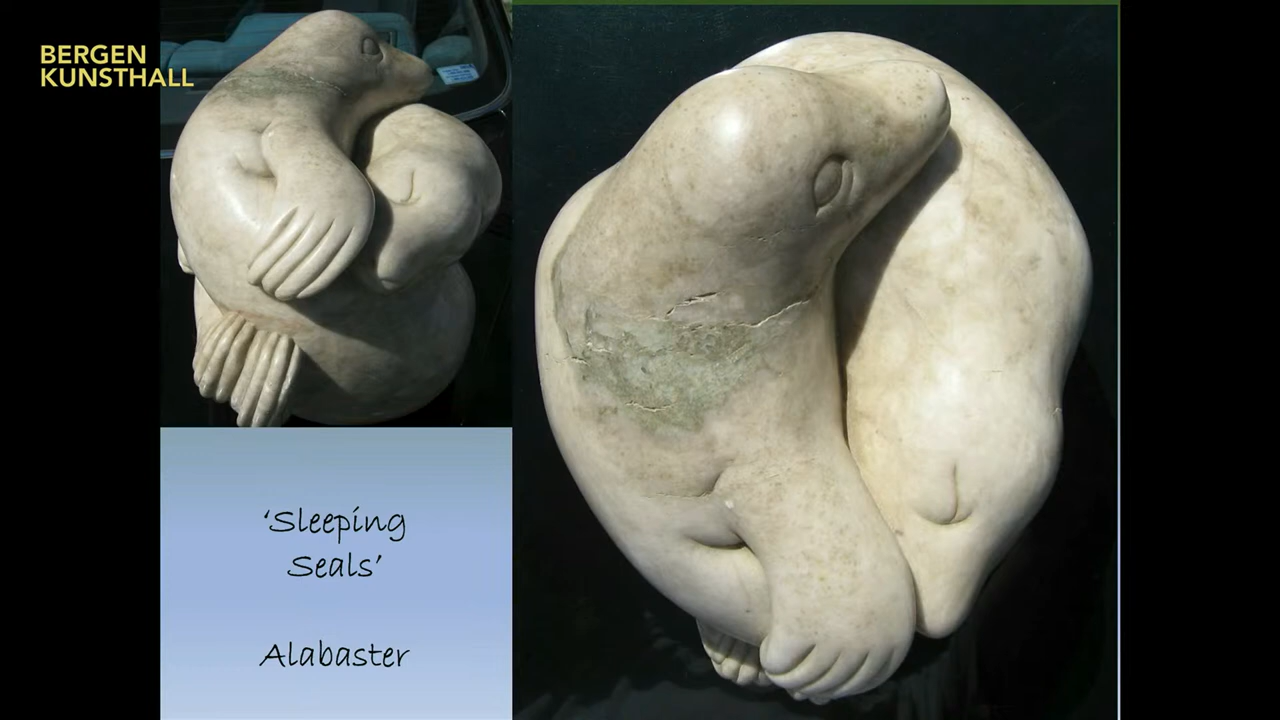 BERGEN
KUNSTHALL
‘Sleeping
Seals’
Alabaster